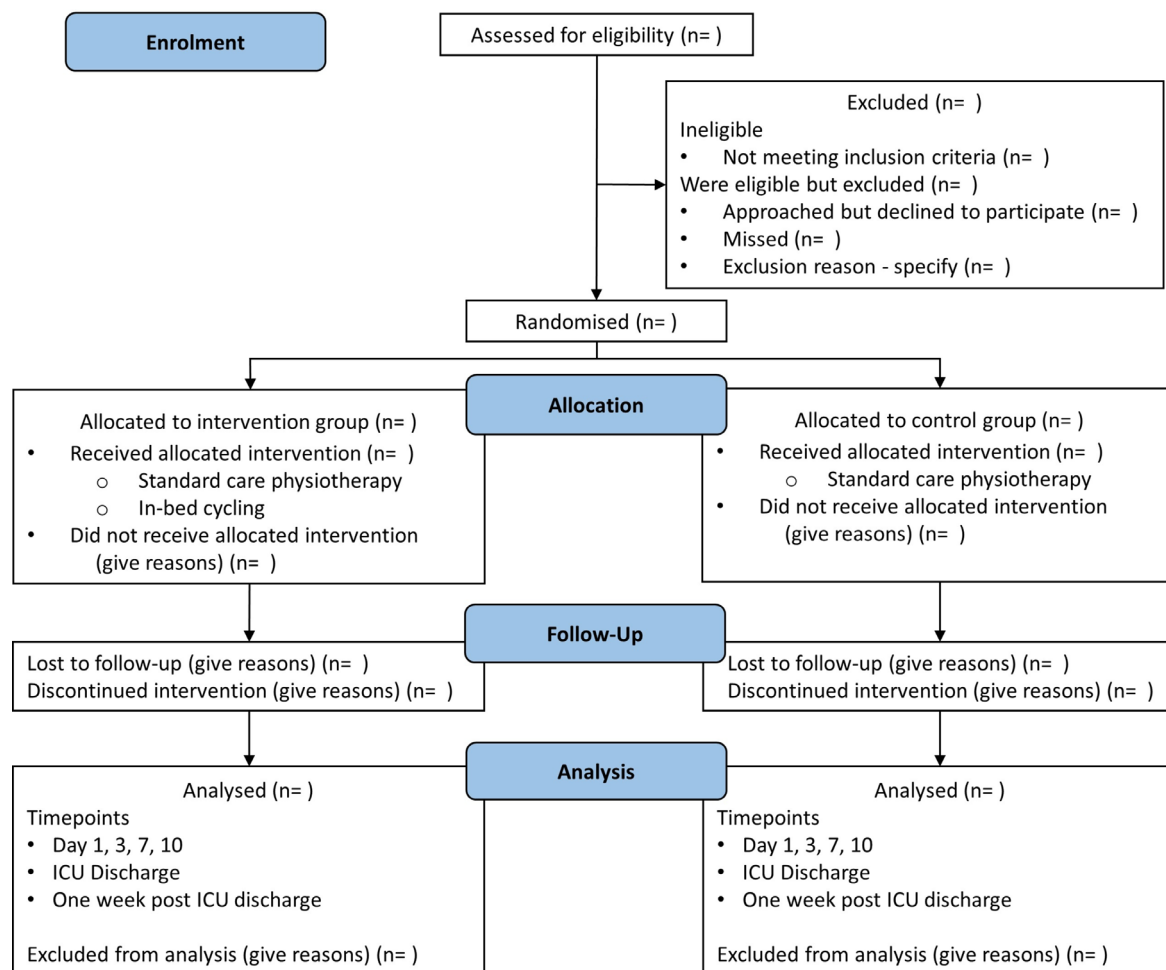 Enrolment
Assessed for eligibility (n= )
Excluded (n= )
Ineligible
• Not meeting inclusion criteria (n= )
Were eligible but excluded (n= )
• Approached but declined to participate (n= )
• Missed (n= )
• Exclusion reason - specify (n= )
Randomised (n= )
Allocation
Allocated to intervention group (n= )
• Received allocated intervention (n= )
o Standard care physiotherapy
o In-bed cycling
• Did not receive allocated intervention
(give reasons) (n= )
Allocated to control group (n= )
• Received allocated intervention (n= )
o Standard care physiotherapy
• Did not receive allocated intervention
(give reasons) (n= )
Follow-Up
Lost to follow-up (give reasons) (n= )
Discontinued intervention (give reasons) (n= )
Lost to follow-up (give reasons) (n= )
Discontinued intervention (give reasons) (n= )
Analysis
Analysed (n= )
Timepoints
• Day 1, 3, 7, 10
• ICU Discharge
• One week post ICU discharge
Excluded from analysis (give reasons) (n= )
Analysed (n= )
Timepoints
• Day 1, 3, 7, 10
• ICU Discharge
• One week post ICU discharge
Excluded from analysis (give reasons) (n= )